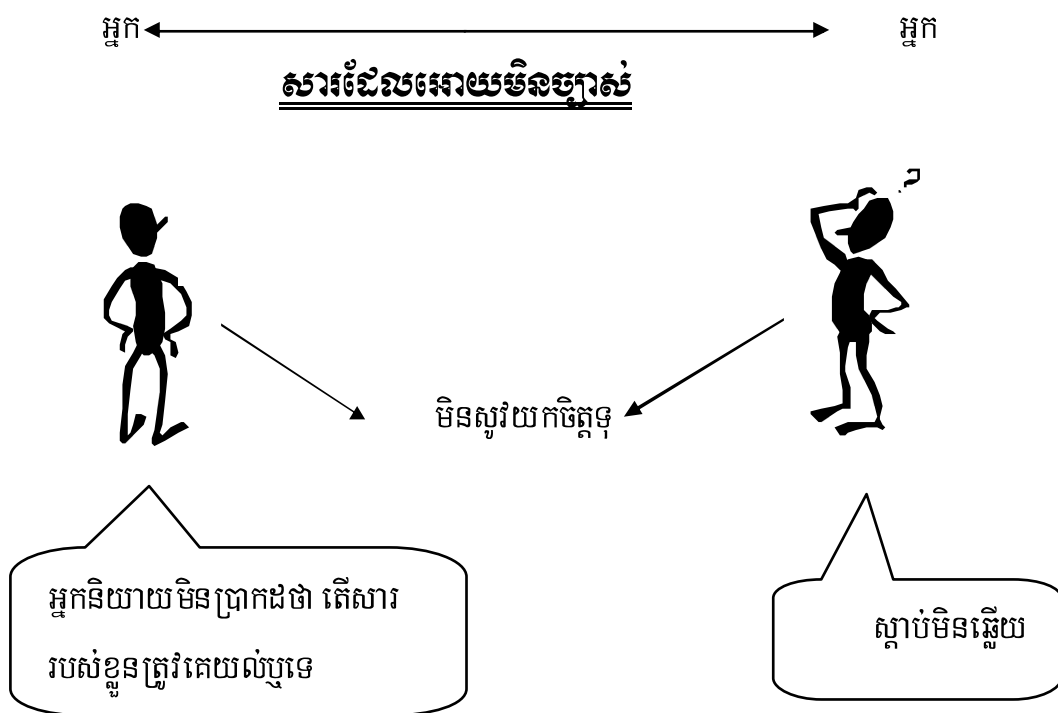 អ្នក អ្នក
សារដែលអោយមិនច្បាស់
មិនសូវយកចិត្តទុ
អ្នកនិយាយមិនប្រាកដថា តើសារ
របស់ខ្លួនត្រូវគេយល់ឬទេ
ស្តាប់មិនឆ្លើយ